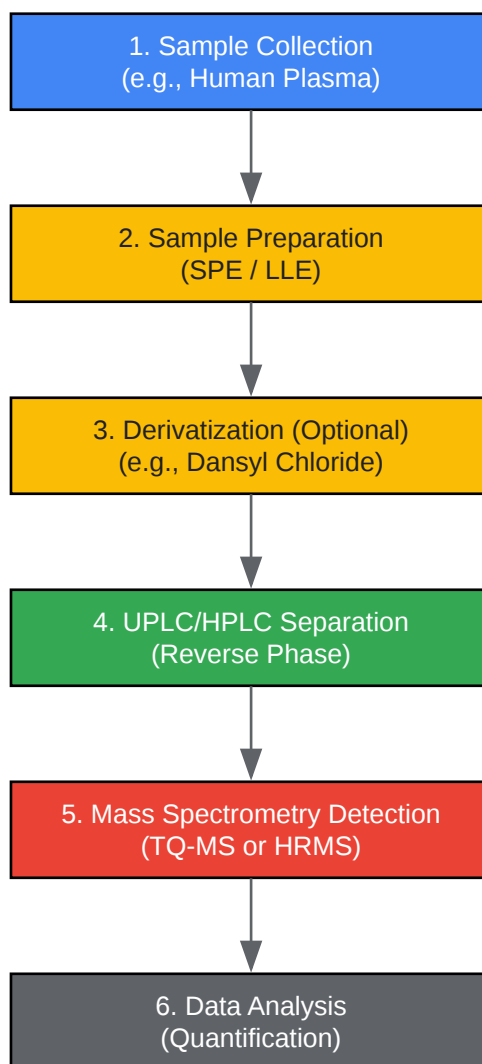 1. Sample Collection
(e.g., Human Plasma)
2. Sample Preparation
(SPE / LLE)
3. Derivatization (Optional)
(e.g., Dansyl Chloride)
4. UPLC/HPLC Separation
(Reverse Phase)
5. Mass Spectrometry Detection
(TQ-MS or HRMS)
6. Data Analysis
(Quantification)